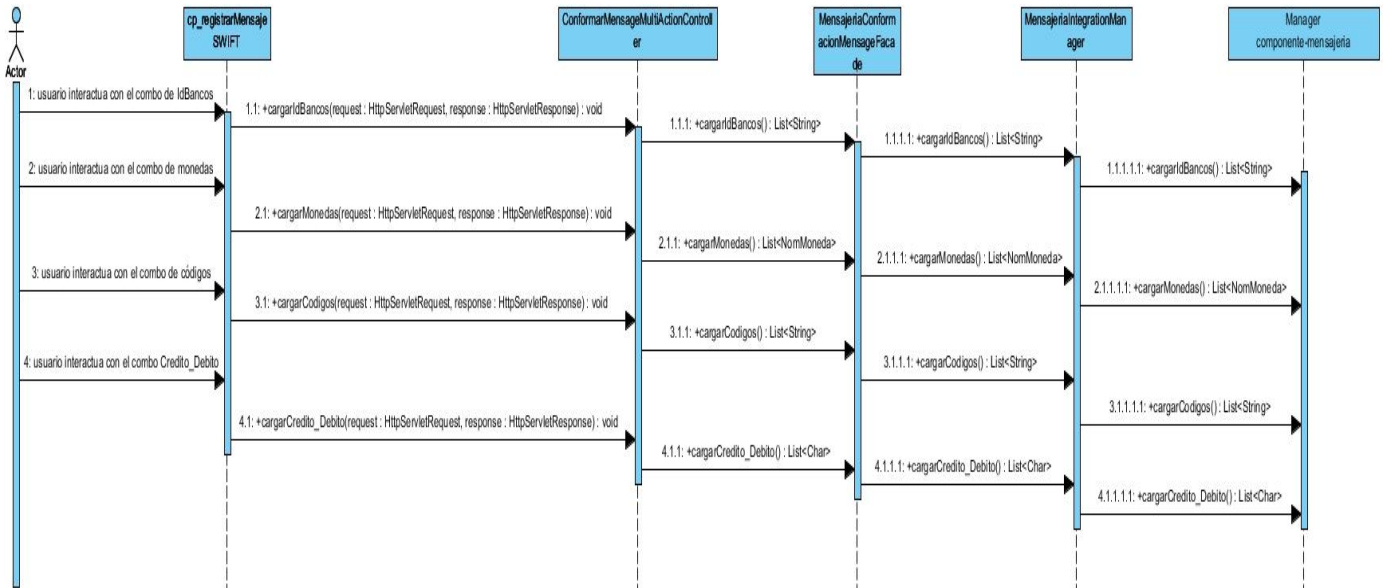 cp_registrarMensaje
SWIFT
ConformarMensageMultiActionControll
er
MensajeriaConform
acionMensageFaca
de
MensajeriaIntegrationMan
ager
Manager
componente-mensajeria
Actor
1: usuario interactua con el combo de IdBancos
1.1: +cargarIdBancos(request : HttpServletRequest, response : HttpServletResponse) : void
1.1.1: +cargarIdBancos() : List<String>
1.1.1.1: +cargarIdBancos() : List<String>
1.1.1.1.1: +cargarIdBancos() : List<String>
2: usuario interactua con el combo de monedas
2.1: +cargarMonedas(request : HttpServletRequest, response : HttpServletResponse) : void
2.1.1: +cargarMonedas() : List<NomMoneda>
2.1.1.1: +cargarMonedas() : List<NomMoneda>
2.1.1.1.1: +cargarMonedas() : List<NomMoneda>
3: usuario interactua con el combo de códigos
3.1: +cargarCodigos(request : HttpServletRequest, response : HttpServletResponse) : void
3.1.1: +cargarCodigos() : List<String>
3.1.1.1: +cargarCodigos() : List<String>
3.1.1.1.1: +cargarCodigos() : List<String>
4: usuario interactua con el combo Credito_Debito
4.1: +cargarCredito_Debito(request : HttpServletRequest, response : HttpServletResponse) : void
4.1.1: +cargarCredito_Debito() : List<Char>
4.1.1.1: +cargarCredito_Debito() : List<Char>
4.1.1.1.1: +cargarCredito_Debito() : List<Char>